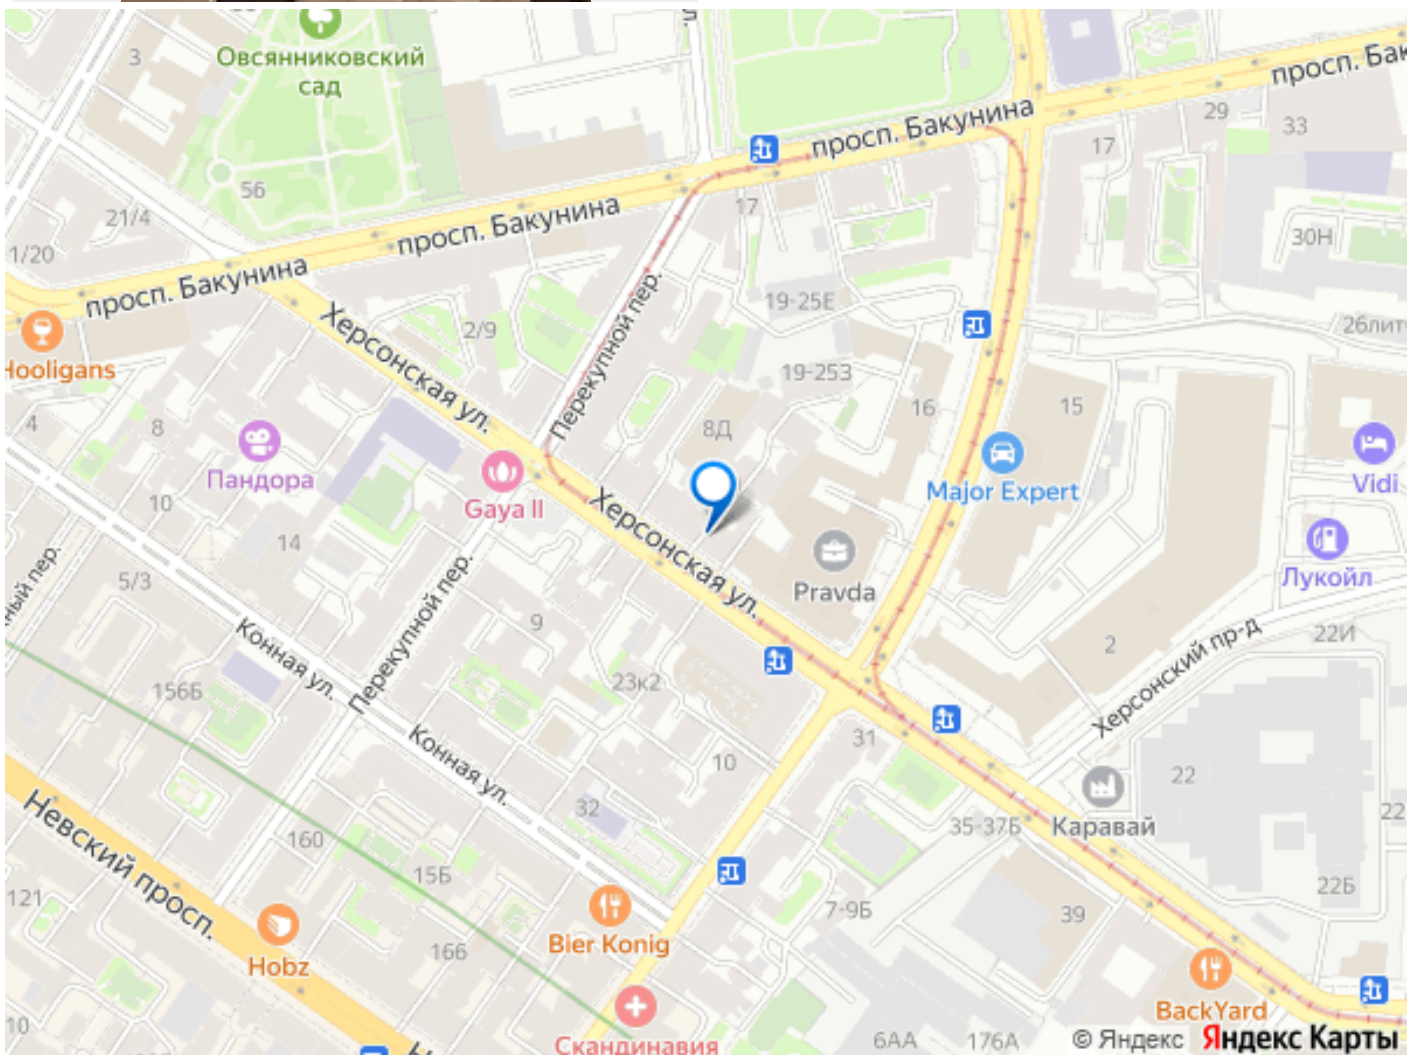 Овсянниковский
сад
3
56
21/4
1/20
просп. Бакунина
просп. Бакунина
просп. Бакунина
просп. Бак
29
33
17
17
30Н
Hooligans
2/9
Херсонская ул.
Перекупной пер.
19-25Е
19-253
26лит
4
8
Пандора
10
14
Gaya II
8Д
16
15
Major Expert
Vidi
Лукойл
Херсонская ул.
Pravda
5/3
ный пер.
Конная ул.
Перекупной пер.
9
23к2
2
Херсонский пр-д
22И
156Б
Конная ул.
10
31
22
22
Каравай
35-37Б
32
Невский просп.
160
15Б
121
166
Hobz
Bier Konig
7-9Б
39
22Б
BackYard
10
Скандинавия
6АА
176А
© Яндекс Яндекс Карты